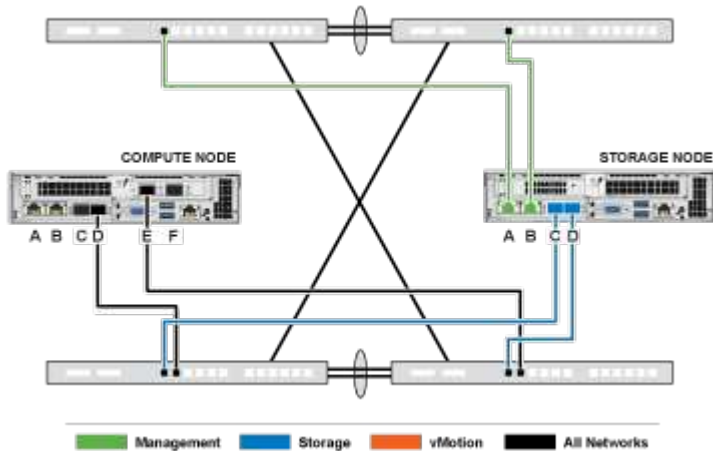 COMPUTE NODE
STORAGE NODE
A B C D E F
A B C D
Management Storage vMotion All Networks